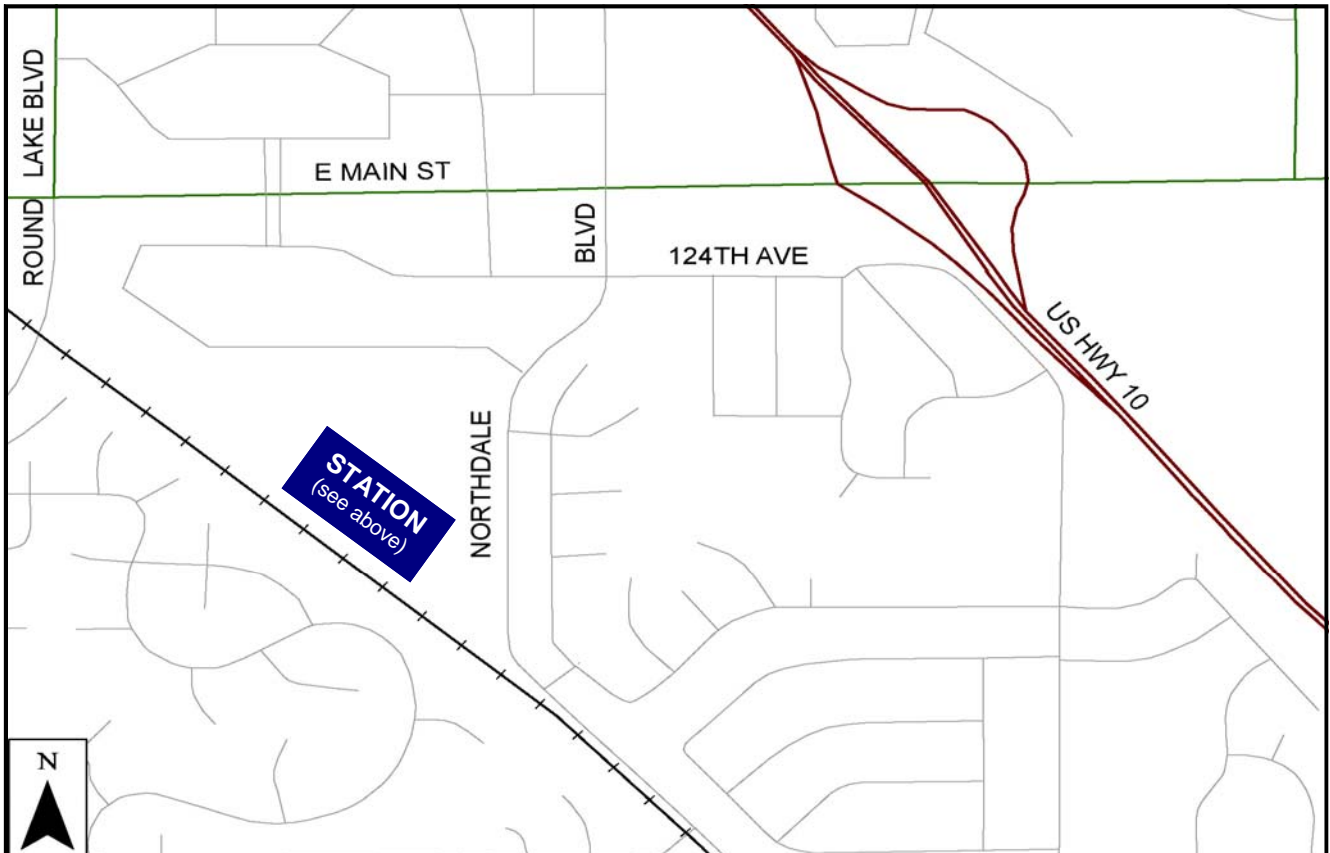 ROUND LAKE BLVD
E MAIN ST
BLVD
124TH AVE
US HWY 10
NORTHDALE
STATION
(see above)
N